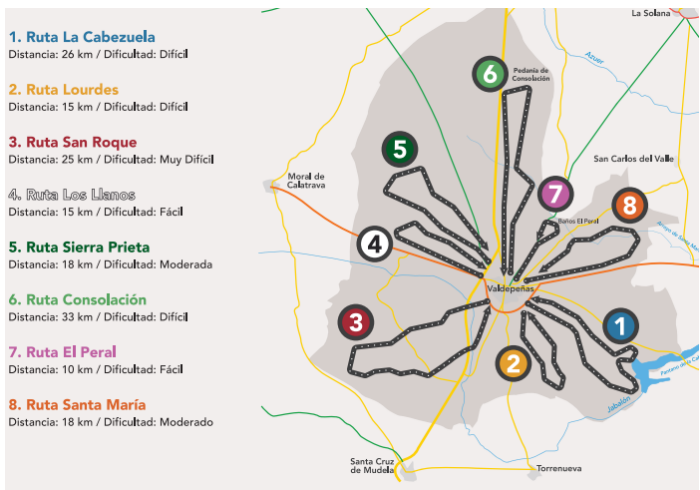 1. Ruta La Cabezuela
Distancia: 26 km / Dificultad: Difícil
2. Ruta Lourdes
Distancia: 15 km / Dificultad: Difícil
3. Ruta San Roque
Distancia: 25 km / Dificultad: Muy Difícil
4. Ruta Los Llanos
Distancia: 15 km / Dificultad: Fácil
5. Ruta Sierra Prieta
Distancia: 18 km / Dificultad: Moderada
6. Ruta Consolación
Distancia: 33 km / Dificultad: Difícil
7. Ruta El Peral
Distancia: 10 km / Dificultad: Fácil
8. Ruta Santa María
Distancia: 18 km / Dificultad: Moderado
La Solana
Azuer
6
Pedanía de
Consolación
5
San Carlos del Valle
Moral de
Calatrava
7
8
Baños El Peral
4
Valdepeñas
3
1
2
Jabalón
Santa Cruz
de Mudela
Torrenueva